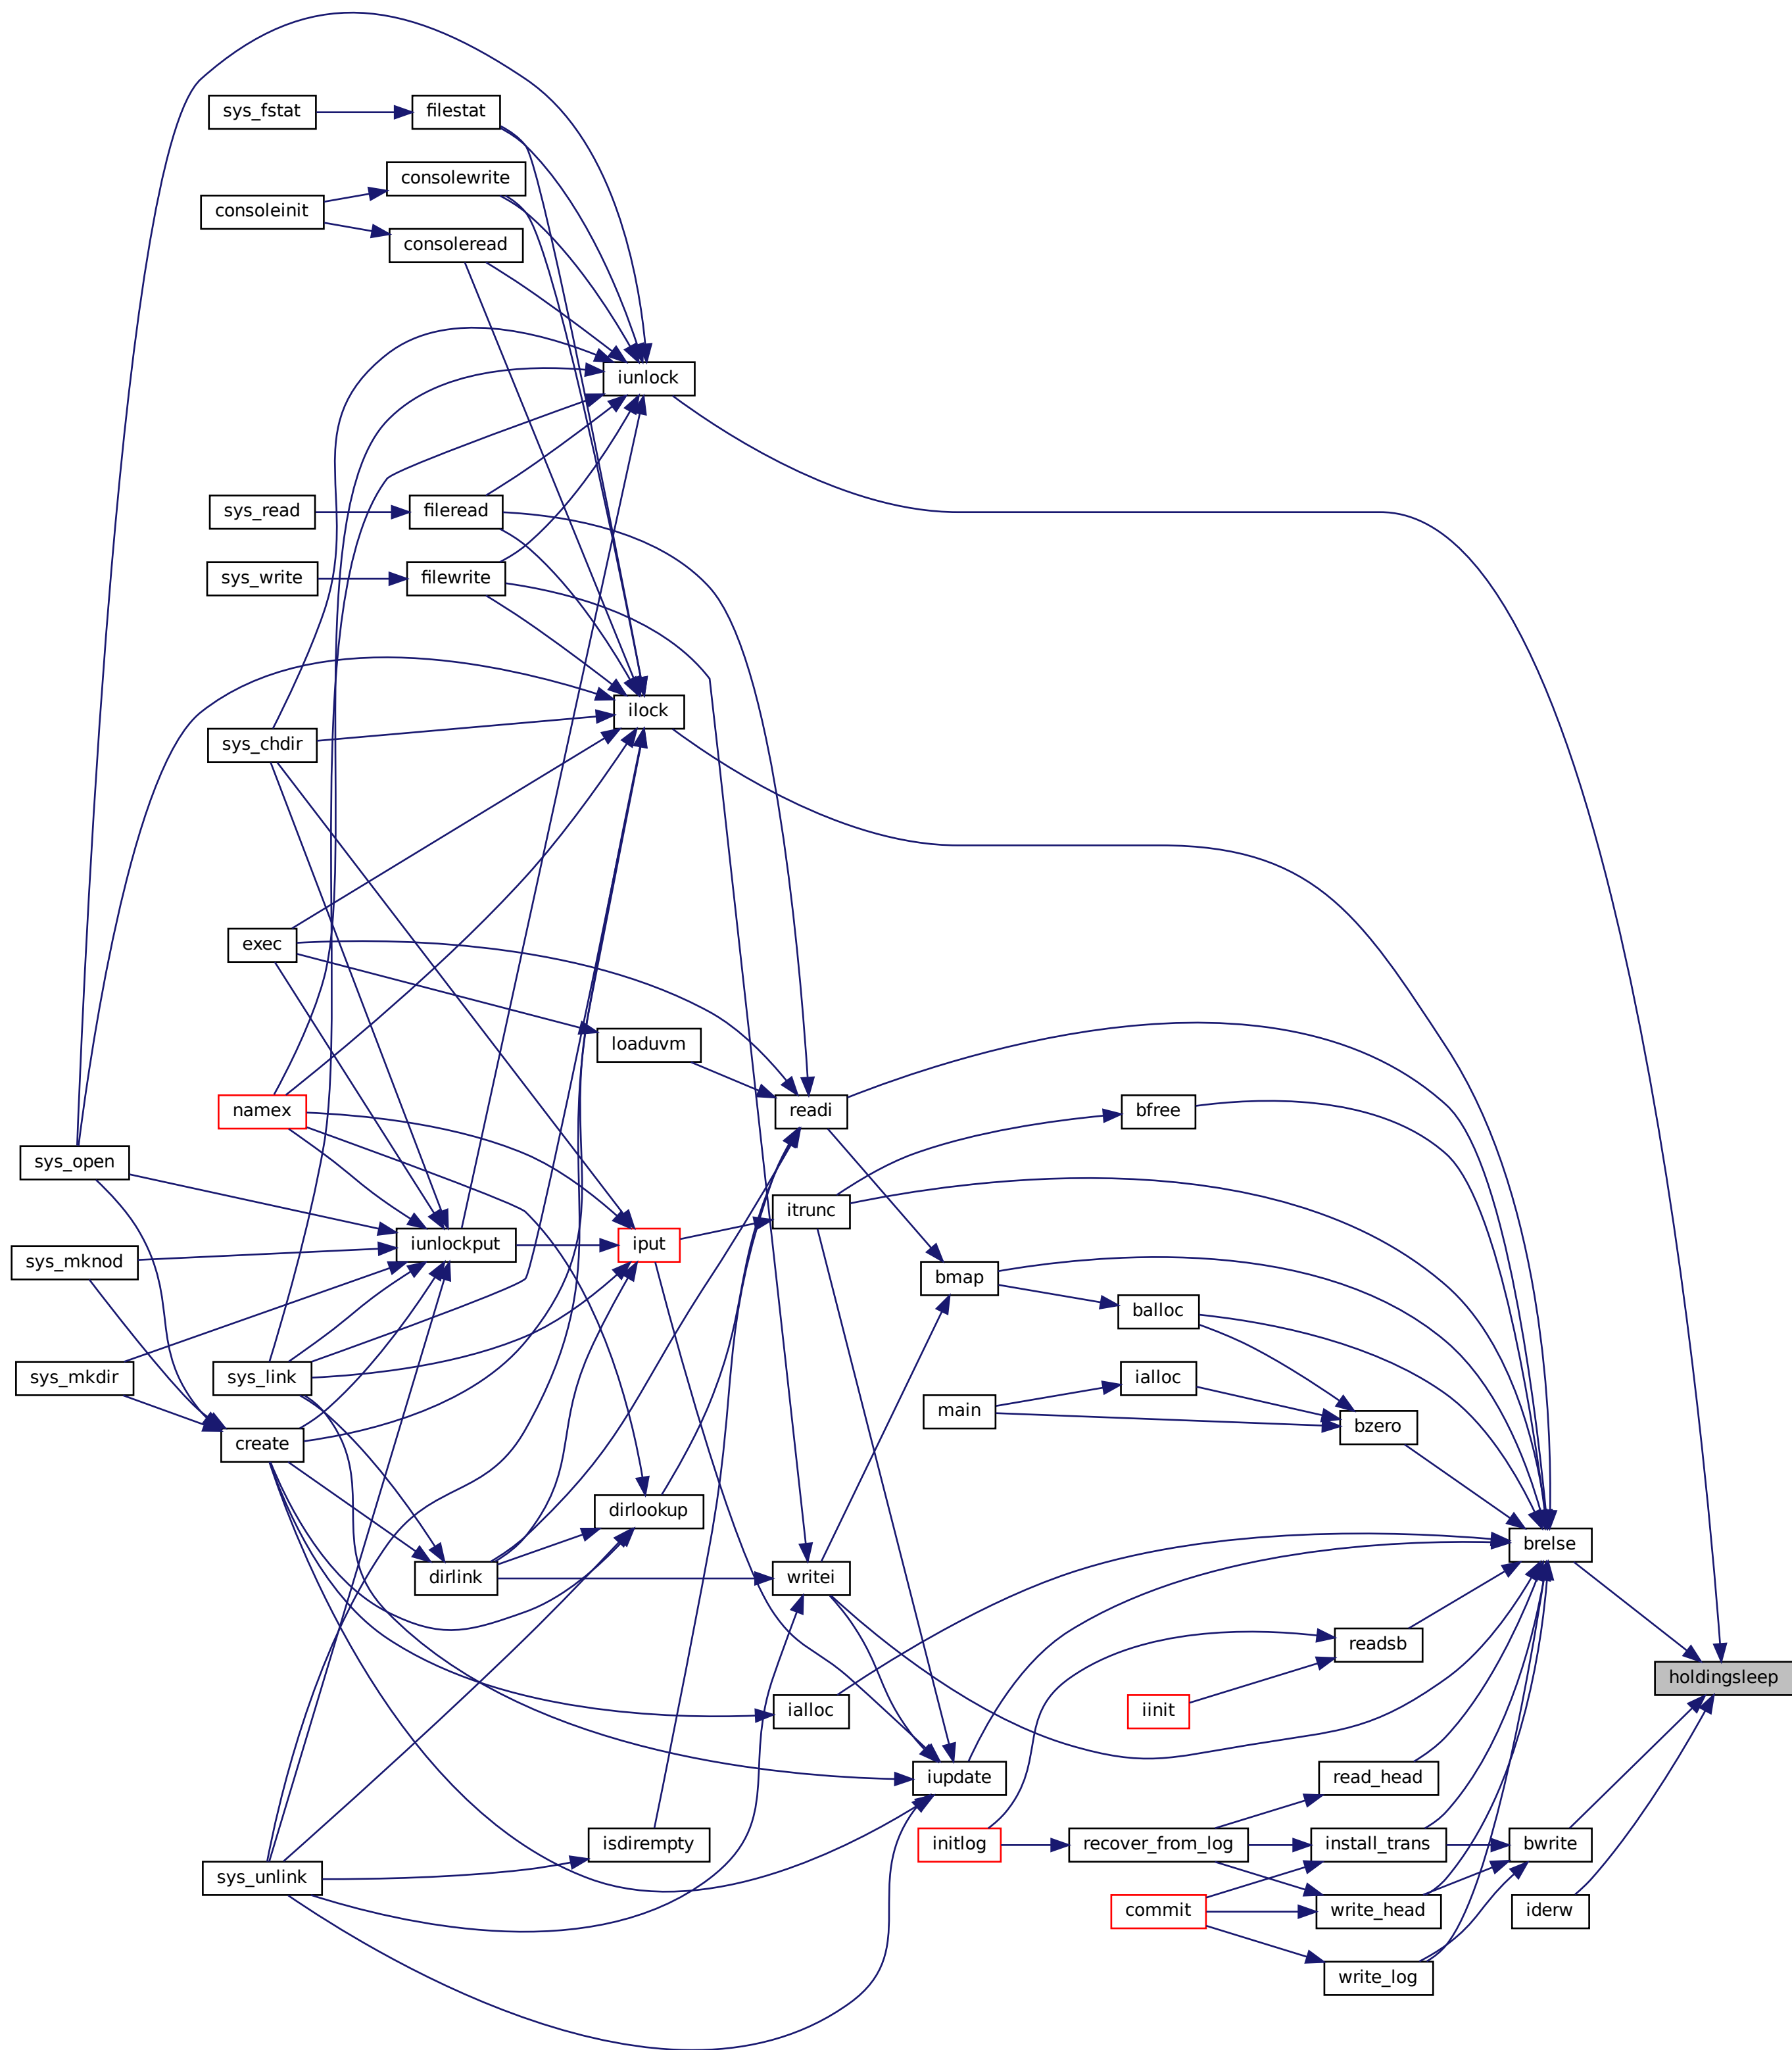 sys_fstat
filestat
consolewrite
consoleinit
consoleread
iunlock
sys_read
fileread
sys_write
filewrite
ilock
sys_chdir
exec
loaduvm
namex
readi
bfree
sys_open
itrunc
sys_mknod
iunlockput
iput
bmap
balloc
sys_mkdir
sys_link
ialloc
main
bzero
create
dirlookup
brelse
dirlink
writei
readsb
holdingsleep
ialloc
iinit
iupdate
read_head
isdirempty
initlog
recover_from_log
install_trans
bwrite
sys_unlink
commit
write_head
iderw
write_log